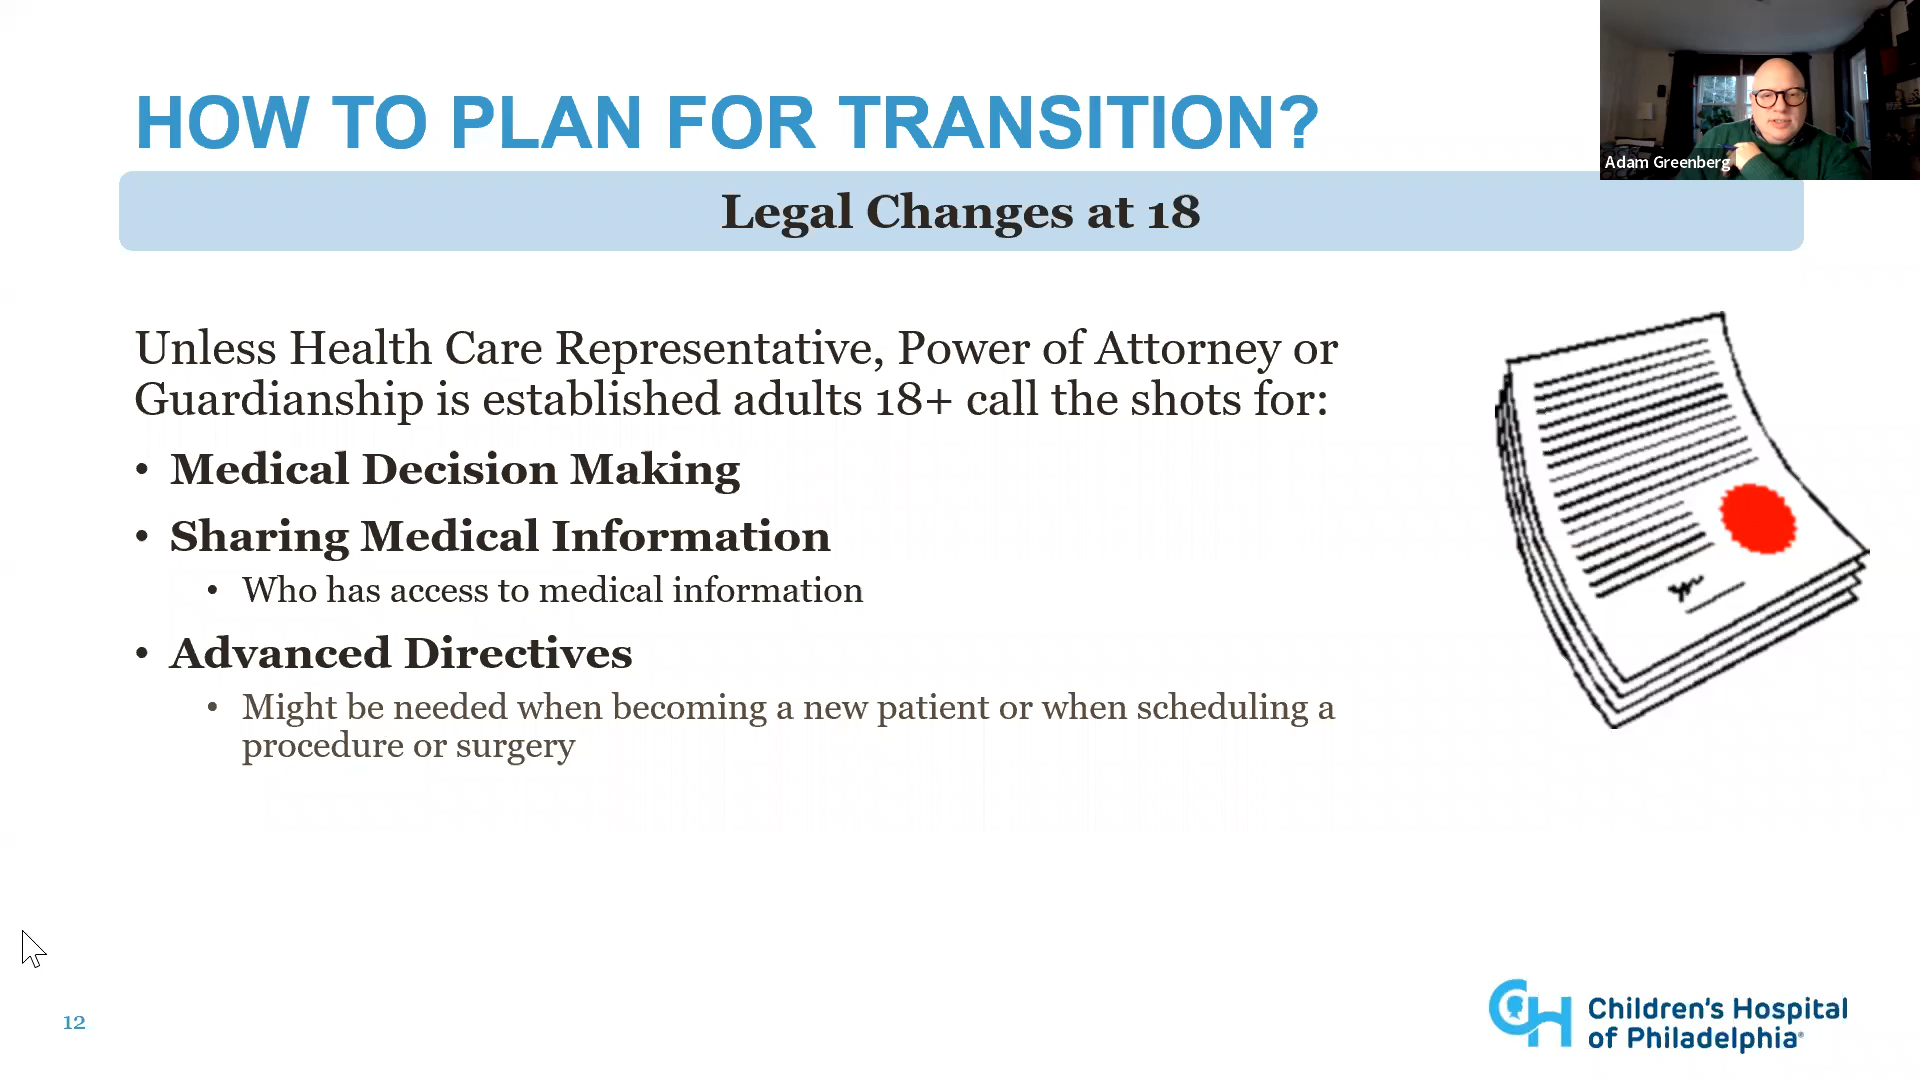 HOW TO PLAN FOR TRANSITION?
Adam Greenberg
Legal Changes at 18
Unless Health Care Representative, Power of Attorney or
Guardianship is established adults 18+ call the shots for:
• Medical Decision Making
• Sharing Medical Information
• Who has access to medical information
• Advanced Directives
• Might be needed when becoming a new patient or when scheduling a
procedure or surgery
12
Children's Hospital
of Philadelphia®